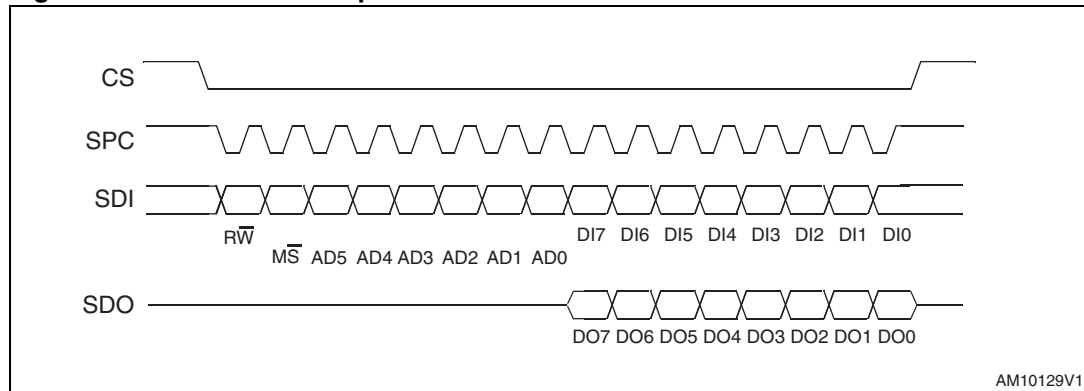 CS
SPC
SDI
RW̅
DI7 DI6 DI5 DI4 DI3 DI2 DI1 DI0
MS̅ AD5 AD4 AD3 AD2 AD1 AD0
SDO
DO7 DO6 DO5 DO4 DO3 DO2 DO1 DO0
AM10129V1